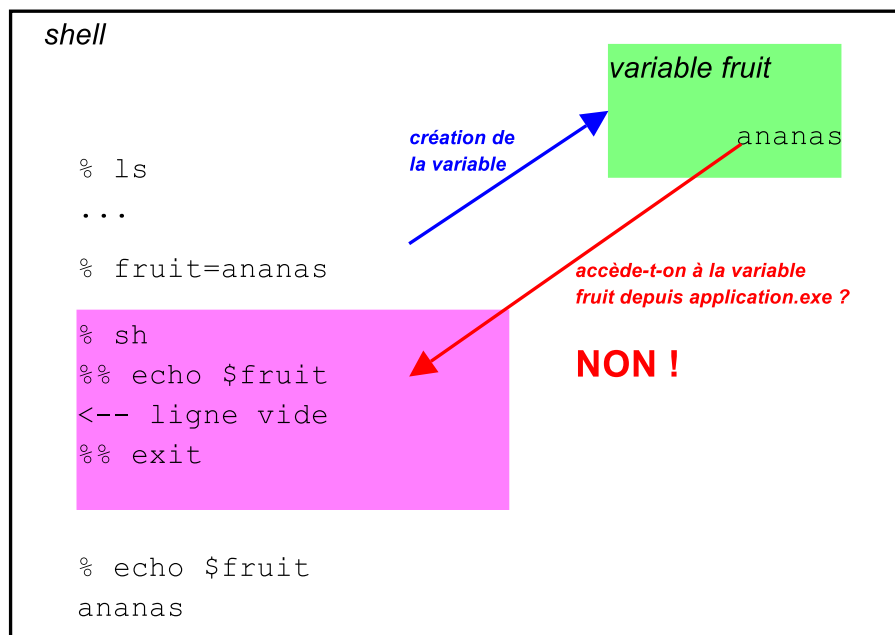 shell
variable fruit
ananas
création de
la variable
% ls
...
% fruit=ananas
accède-t-on à la variable
fruit depuis application.exe ?
NON !
% sh
%% echo $fruit
<-- ligne vide
%% exit
% echo $fruit
ananas